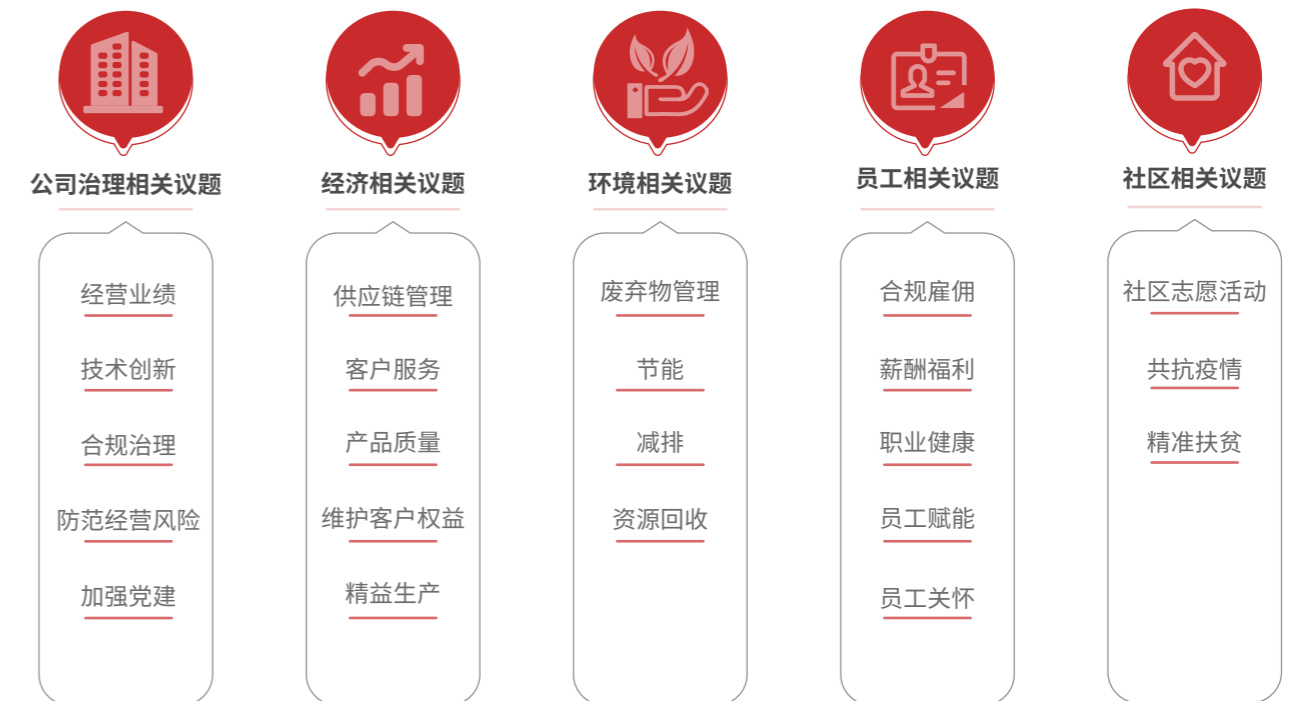 公司治理相关议题
经营业绩
技术创新
合规治理
防范经营风险
加强党建
经济相关议题
供应链管理
客户服务
产品质量
维护客户权益
精益生产
环境相关议题
废弃物管理
节能
减排
资源回收
员工相关议题
合规雇佣
薪酬福利
职业健康
员工赋能
员工关怀
社区相关议题
社区志愿活动
共抗疫情
精准扶贫